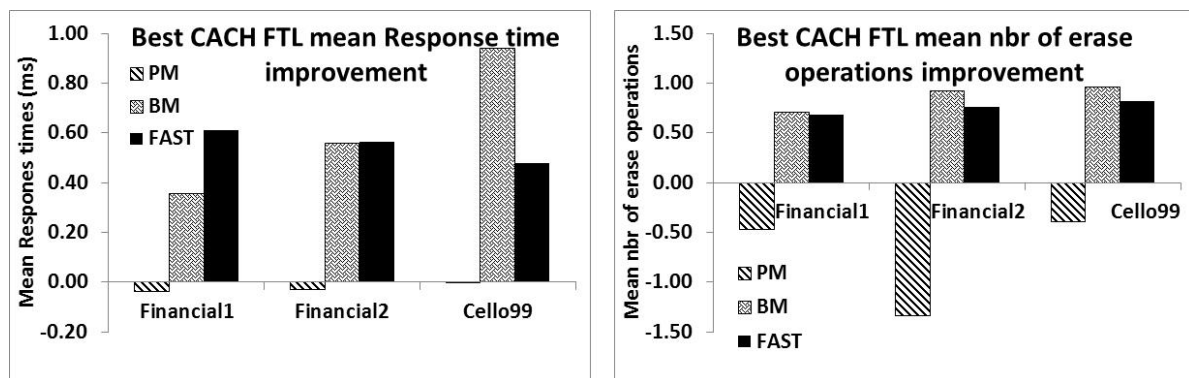 Best CACH FTL mean Response time
improvement
Mean Respones times (ms)
1.00
0.80
0.60
0.40
0.20
0.00
-0.20
PM
BM
FAST
Financial1
Financial2
Cello99
Best CACH FTL mean nbr of erase
operations improvement
Mean nbr of erase operations
1.50
1.00
0.50
0.00
-0.50
-1.00
-1.50
Financial1
Financial2
Cello99
PM
BM
FAST